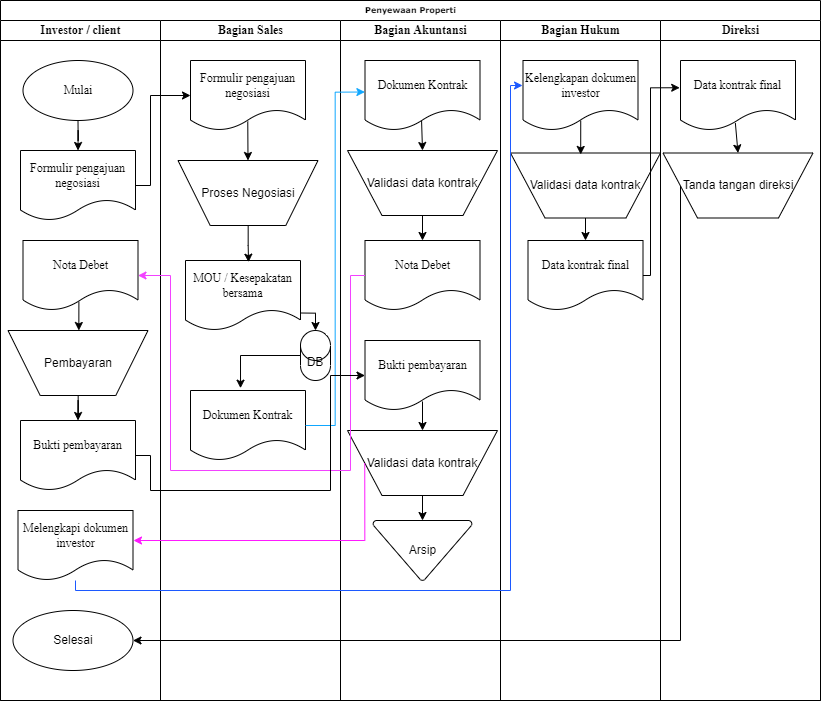 Penyewaan Properti
Investor / client
Bagian Sales
Bagian Akuntansi
Bagian Hukum
Direksi
Mulai
Formulir pengajuan
negosiasi
Nota Debet
Pembayaran
Bukti pembayaran
Melengkapi dokumen
investor
Selesai
Formulir pengajuan
negosiasi
Proses Negosiasi
MOU / Kesepakatan
bersama
DB
Dokumen Kontrak
Dokumen Kontrak
Validasi data kontrak
Nota Debet
Bukti pembayaran
Validasi data kontrak
Arsip
Kelengkapan dokumen
investor
Validasi data kontrak
Data kontrak final
Data kontrak final
Tanda tangan direksi